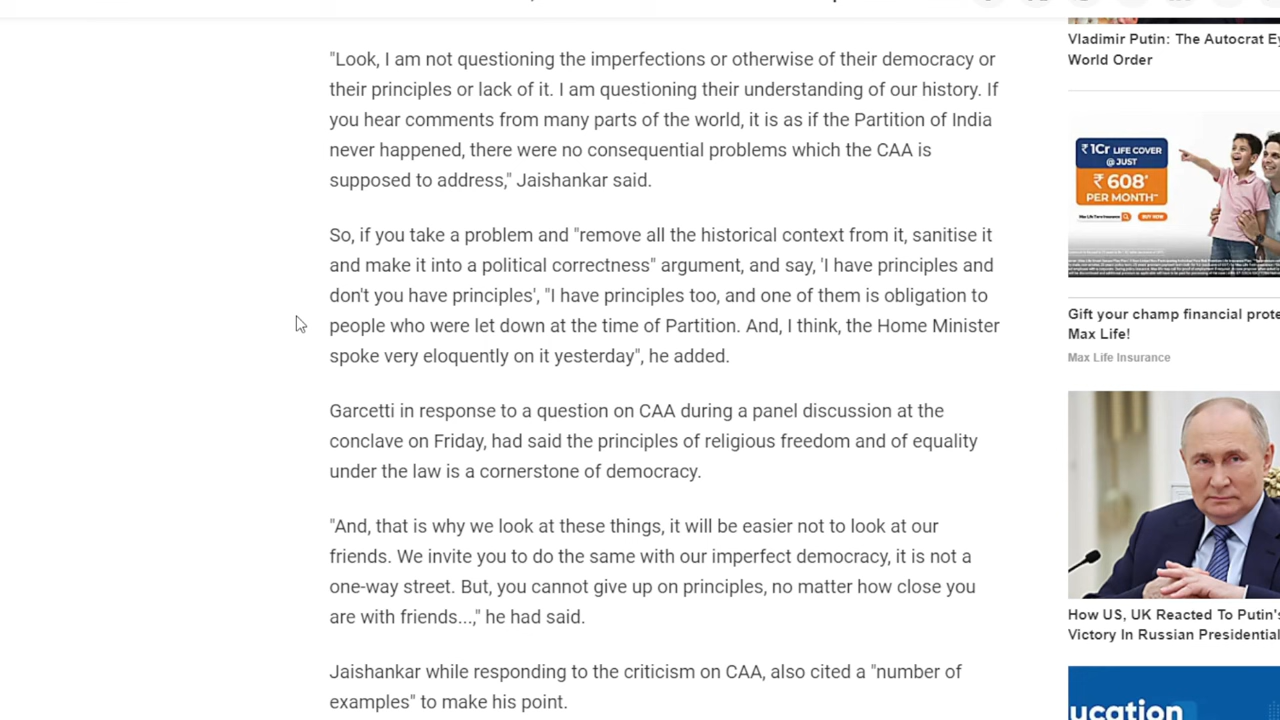 "Look, I am not questioning the imperfections or otherwise of their democracy or
their principles or lack of it. I am questioning their understanding of our history. If
you hear comments from many parts of the world, it is as if the Partition of India
never happened, there were no consequential problems which the CAA is
supposed to address," Jaishankar said.
So, if you take a problem and "remove all the historical context from it, sanitise it
and make it into a political correctness" argument, and say, 'I have principles and
don't you have principles', "I have principles too, and one of them is obligation to
people who were let down at the time of Partition. And, I think, the Home Minister
spoke very eloquently on it yesterday", he added.
Garcetti in response to a question on CAA during a panel discussion at the
conclave on Friday, had said the principles of religious freedom and of equality
under the law is a cornerstone of democracy.
"And, that is why we look at these things, it will be easier not to look at our
friends. We invite you to do the same with our imperfect democracy, it is not a
one-way street. But, you cannot give up on principles, no matter how close you
are with friends...," he had said.
Jaishankar while responding to the criticism on CAA, also cited a "number of
examples" to make his point.
Vladimir Putin: The Autocrat Ey
World Order
₹1Cr LIFE COVER
@ JUST
₹ 608*
PER MONTH**
Max Life Term Insurance
BUY NOW
Gift your champ financial prote
Max Life!
Max Life Insurance
How US, UK Reacted To Putin's
Victory In Russian Presidential
ucation